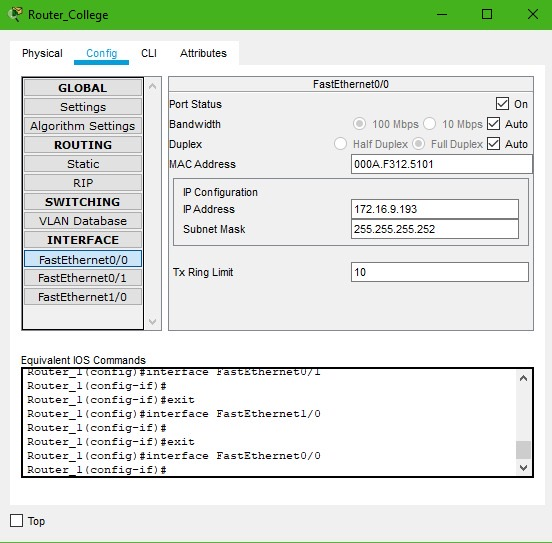 Router_College
Physical Config CLI Attributes
GLOBAL
Settings
Algorithm Settings
ROUTING
Static
RIP
SWITCHING
VLAN Database
INTERFACE
FastEthernet0/0
FastEthernet0/1
FastEthernet1/0
FastEthernet0/0
Port Status On
Bandwidth 100 Mbps 10 Mbps Auto
Duplex Half Duplex Full Duplex Auto
MAC Address 000A.F312.5101
IP Configuration
IP Address 172.16.9.193
Subnet Mask 255.255.255.252
Tx Ring Limit 10
Equivalent IOS Commands
Router_1(config)#interface FastEthernet0/1
Router_1(config-if)#
Router_1(config-if)#exit
Router_1(config)#interface FastEthernet1/0
Router_1(config-if)#
Router_1(config-if)#exit
Router_1(config)#interface FastEthernet0/0
Router_1(config-if)#
Top